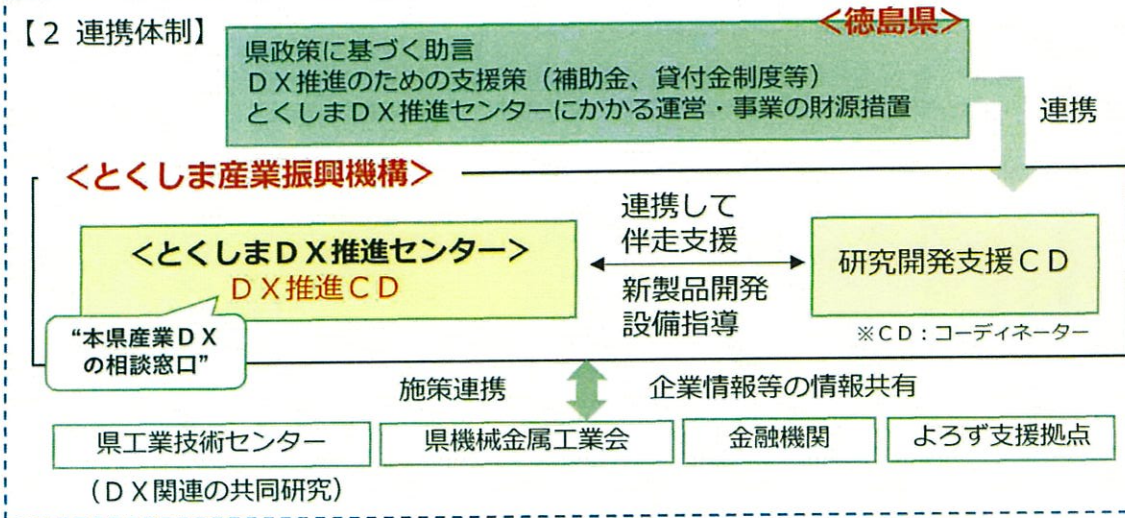 【2 連携体制】
<徳島県>
県政策に基づく助言
DX推進のための支援策(補助金、貸付金制度等)
とくしまDX推進センターにかかる運営・事業の財源措置
連携
<とくしま産業振興機構>
<とくしまDX推進センター>
DX推進CD
“本県産業DX
の相談窓口”
連携して
伴走支援
新製品開発
設備指導
研究開発支援CD
※CD:コーディネーター
施策連携
企業情報等の情報共有
県工業技術センター
県機械金属工業会
金融機関
よろず支援拠点
(DX関連の共同研究)